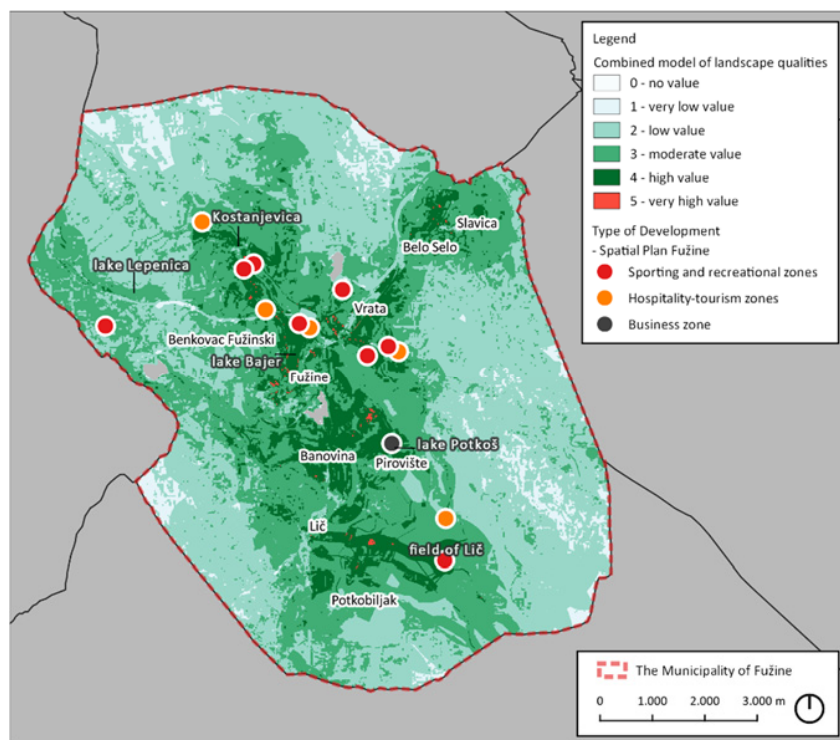 Legend
Combined model of landscape qualities
0 - no value
1 - very low value
2 - low value
3 - moderate value
4 - high value
5 - very high value
Type of Development
- Spatial Plan Fužine
Sporting and recreational zones
Hospitality-tourism zones
Business zone
Kostanjevica
Slavica
Belo Selo
lake Lepenica
Vrata
Benkovac Fužinski
lake Bajer
Fužine
lake Potkoš
Banovina
Pirovište
Lič
field of Lič
Potkobiljak
The Municipality of Fužine
0 1.000 2.000 3.000 m